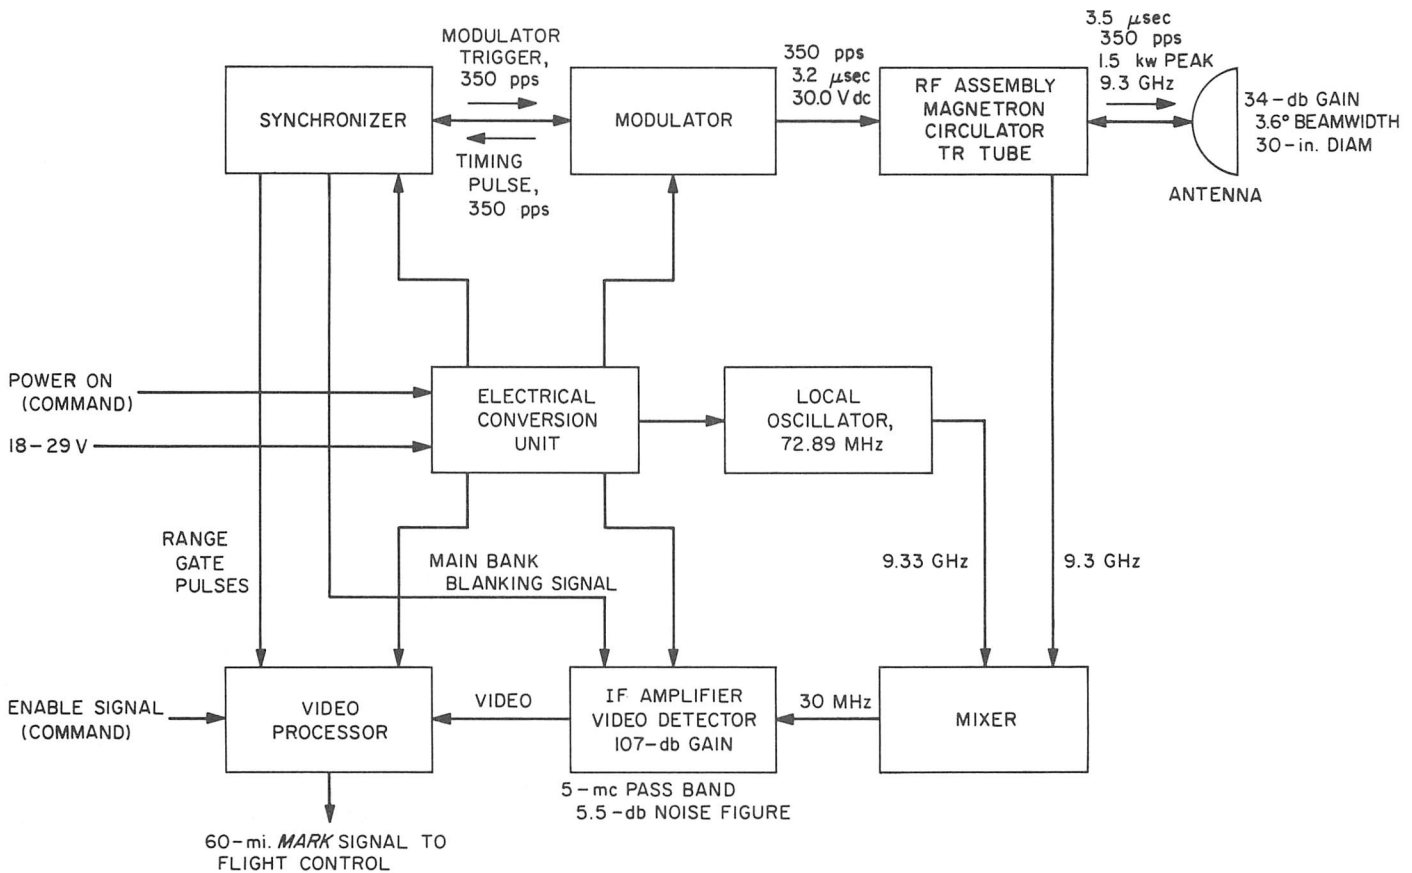 MODULATOR
TRIGGER,
350 pps
SYNCHRONIZER
TIMING
PULSE,
350 pps
MODULATOR
350 pps
3.2 μsec
30.0 V dc
RF ASSEMBLY
MAGNETRON
CIRCULATOR
TR TUBE
3.5 μsec
350 pps
1.5 kw PEAK
9.3 GHz
34-db GAIN
3.6° BEAMWIDTH
30-in. DIAM
ANTENNA
POWER ON
(COMMAND)
18-29 V
ELECTRICAL
CONVERSION
UNIT
LOCAL
OSCILLATOR,
72.89 MHz
RANGE
GATE
PULSES
MAIN BANK
BLANKING SIGNAL
9.33 GHz
9.3 GHz
ENABLE SIGNAL
(COMMAND)
VIDEO
PROCESSOR
VIDEO
IF AMPLIFIER
VIDEO DETECTOR
107-db GAIN
30 MHz
MIXER
5-mc PASS BAND
5.5-db NOISE FIGURE
60-mi. MARK SIGNAL TO
FLIGHT CONTROL